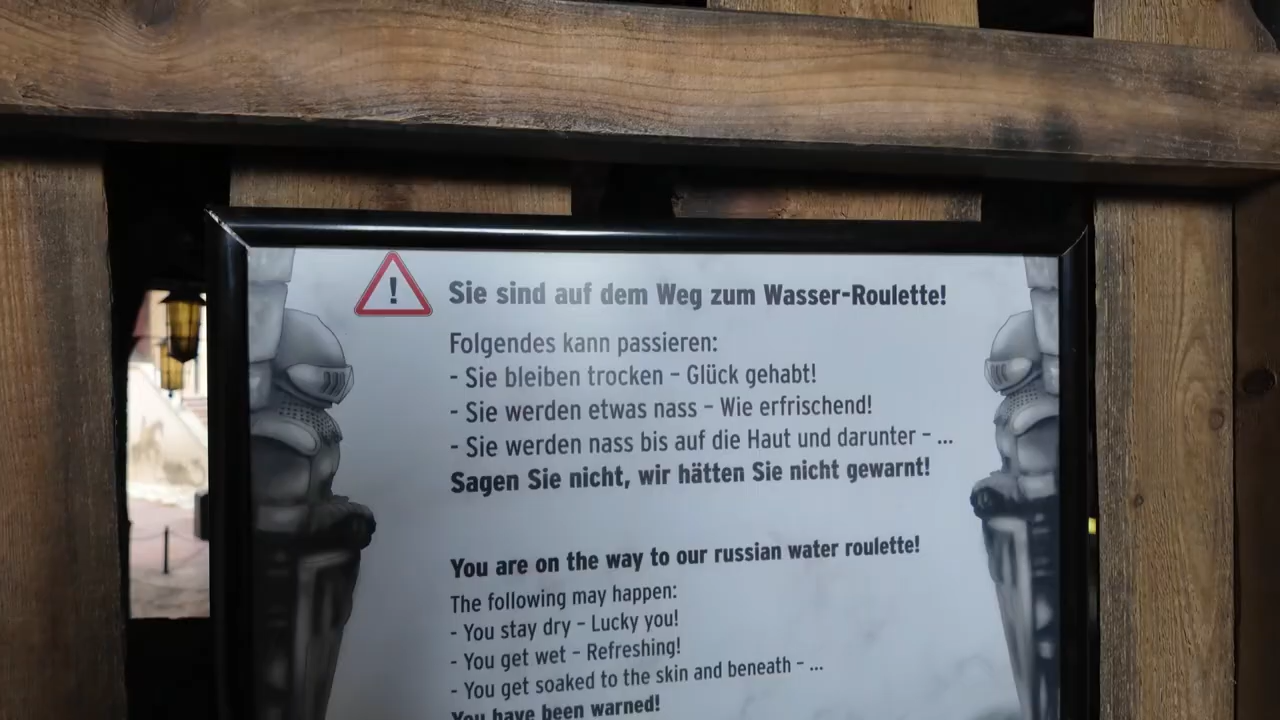 Sie sind auf dem Weg zum Wasser-Roulette!
Folgendes kann passieren:
- Sie bleiben trocken – Glück gehabt!
- Sie werden etwas nass – Wie erfrischend!
- Sie werden nass bis auf die Haut und darunter – ...
Sagen Sie nicht, wir hätten Sie nicht gewarnt!
You are on the way to our russian water roulette!
The following may happen:
- You stay dry – Lucky you!
- You get wet – Refreshing!
- You get soaked to the skin and beneath – ...
You have been warned!